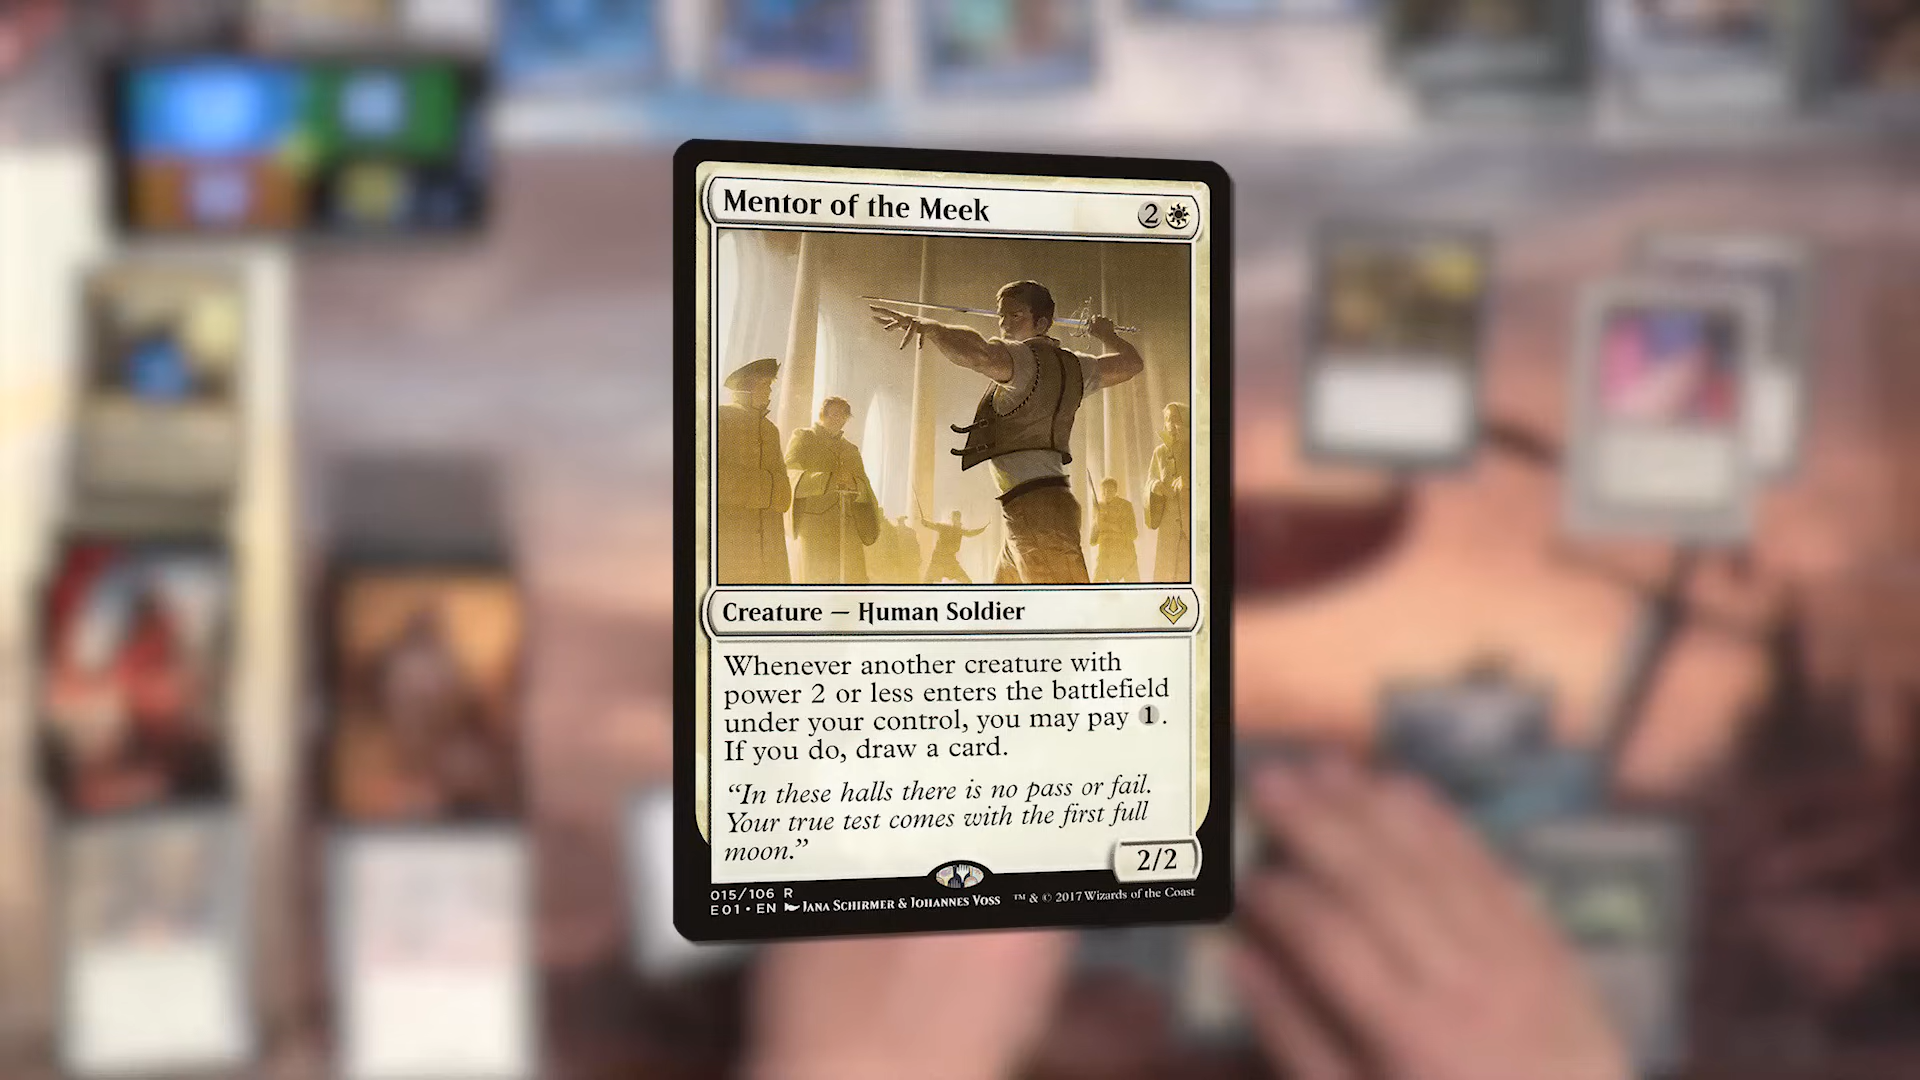 Mentor of the Meek 2
Creature — Human Soldier
Whenever another creature with
power 2 or less enters the battlefield
under your control, you may pay 1.
If you do, draw a card.
“In these halls there is no pass or fail.
Your true test comes with the first full
moon.”
2/2
015/106 R
E01 • EN JANA SCHIRMER & JOHANNES VOSS ™ & © 2017 Wizards of the Coast